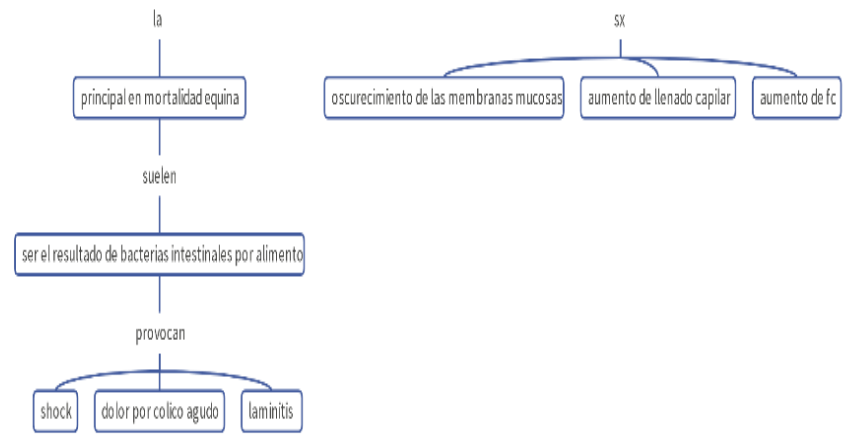 la
principal en mortalidad equina
suelen
ser el resultado de bacterias intestinales por alimento
provocan
shock
dolor por colico agudo
laminitis
sx
oscurecimiento de las membranas mucosas
aumento de llenado capilar
aumento de fc